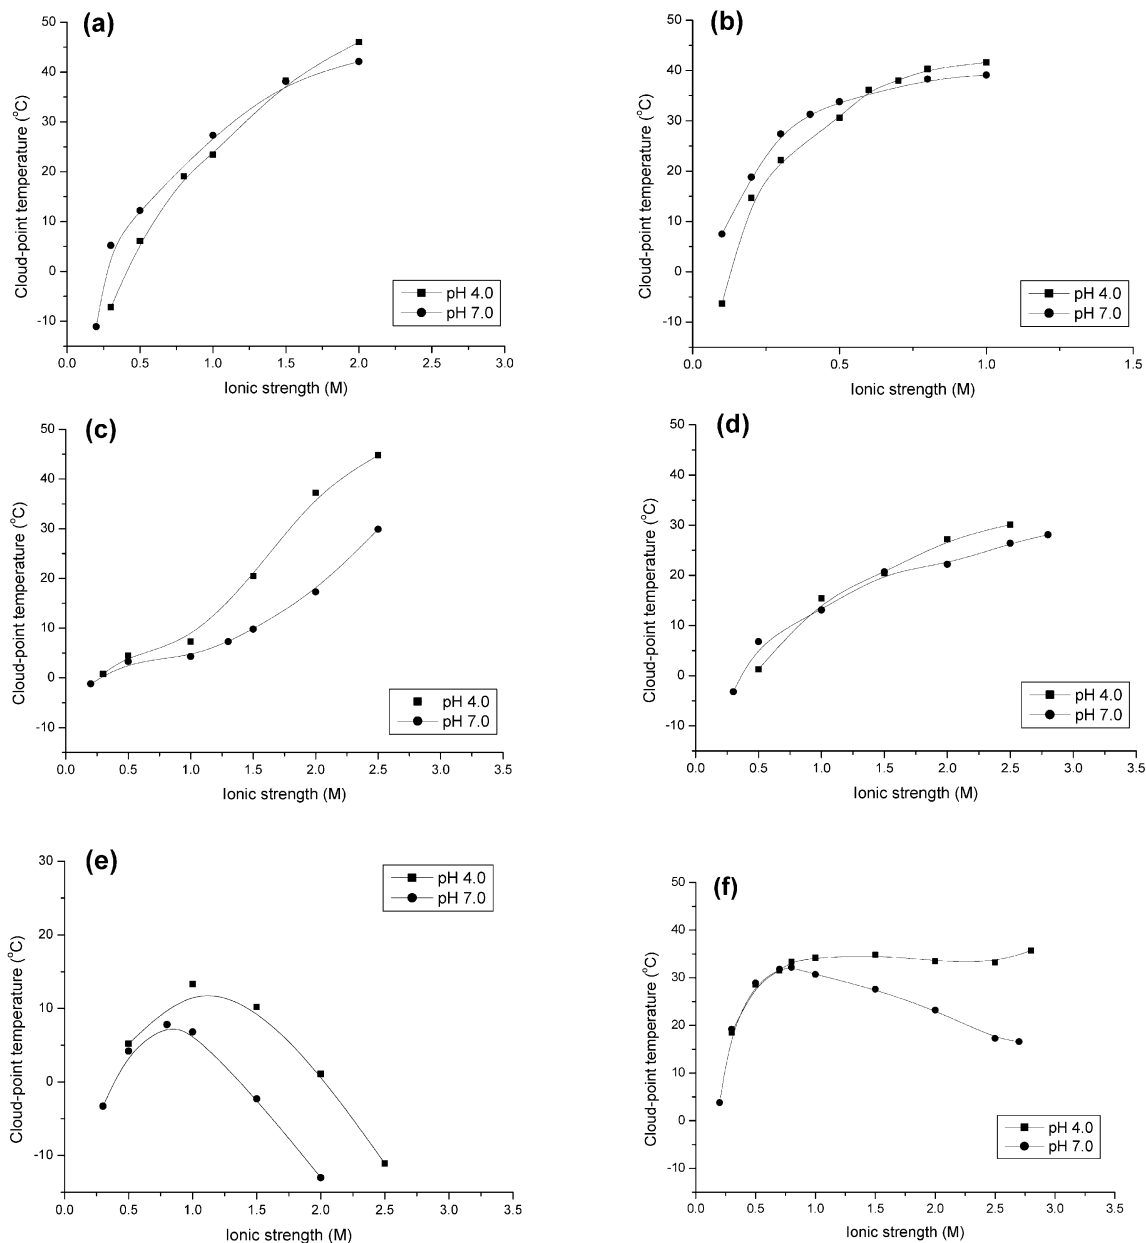 (a)
50
40
30
20
10
0
-10
Cloud-point temperature (°C)
pH 4.0
pH 7.0
0.0 0.5 1.0 1.5 2.0 2.5 3.0
Ionic strength (M)
(b)
50
40
30
20
10
0
-10
Cloud-point temperature (°C)
pH 4.0
pH 7.0
0.0 0.5 1.0 1.5
Ionic strength (M)
(c)
50
40
30
20
10
0
-10
Cloud-point temperature (°C)
pH 4.0
pH 7.0
0.0 0.5 1.0 1.5 2.0 2.5 3.0 3.5
Ionic strength (M)
(d)
50
40
30
20
10
0
-10
Cloud-point temperature (°C)
pH 4.0
pH 7.0
0.0 0.5 1.0 1.5 2.0 2.5 3.0 3.5
Ionic strength (M)
(e)
30
20
10
0
-10
Cloud-point temperature (°C)
pH 4.0
pH 7.0
0.0 0.5 1.0 1.5 2.0 2.5 3.0 3.5
Ionic strength (M)
(f)
50
40
30
20
10
0
-10
Cloud-point temperature (°C)
pH 4.0
pH 7.0
0.0 0.5 1.0 1.5 2.0 2.5 3.0 3.5
Ionic strength (M)